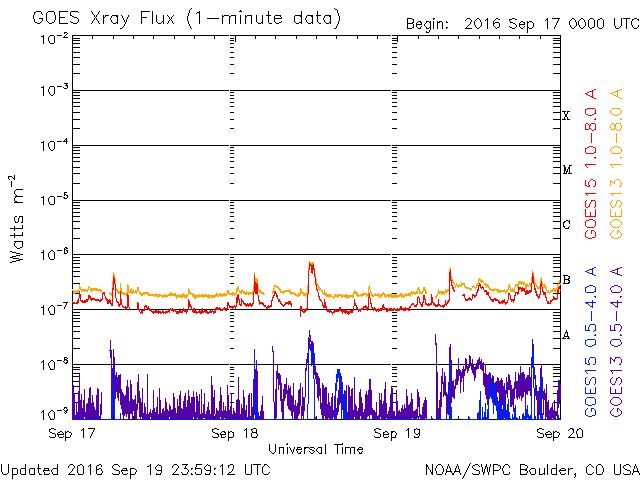 GOES Xray Flux (1-minute data)
Begin: 2016 Sep 17 0000 UTC
10^-2
10^-3
10^-4
10^-5
10^-6
10^-7
10^-8
10^-9
Watts m^-2
X
M
C
B
A
GOES15 1.0-8.0 A
GOES13 1.0-8.0 A
GOES15 0.5-4.0 A
GOES13 0.5-4.0 A
Sep 17 Sep 18 Sep 19 Sep 20
Universal Time
Updated 2016 Sep 19 23:59:12 UTC
NOAA/SWPC Boulder, CO USA